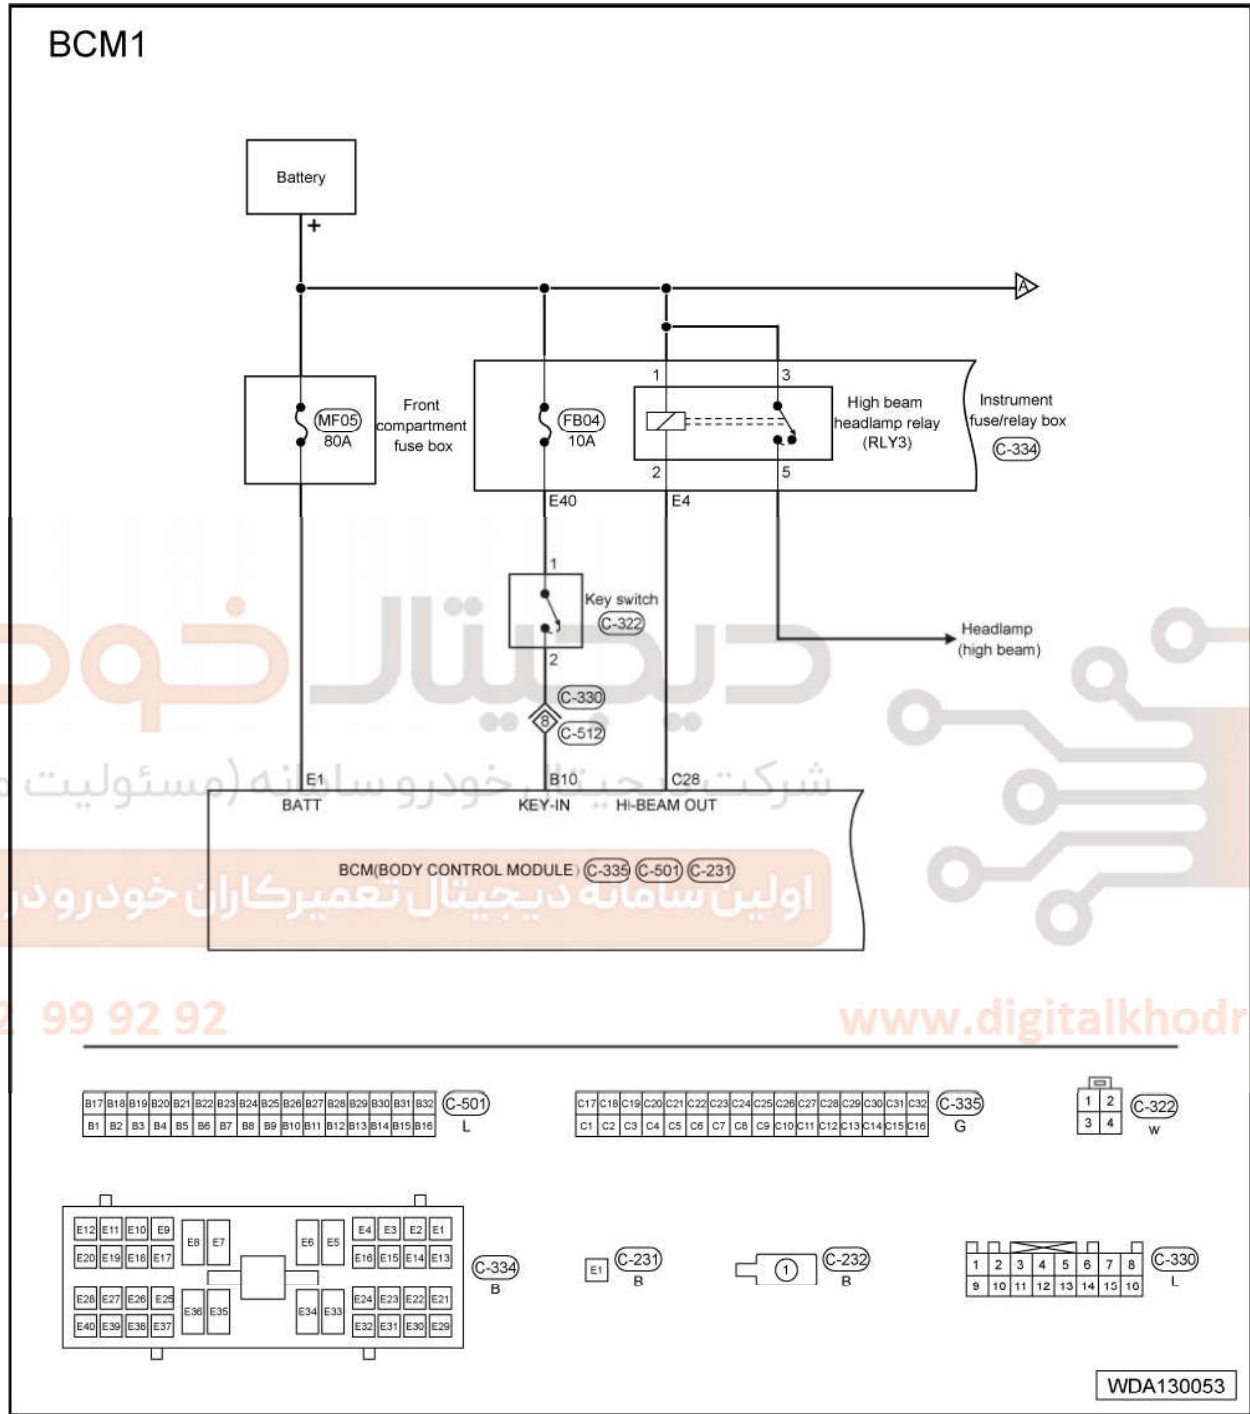 BCM1
Battery
+
A
MF05
80A
Front
compartment
fuse box
FB04
10A
1
3
High beam
headlamp relay
(RLY3)
2
5
Instrument
fuse/relay box
C-334
E40
E4
1
Key switch
C-322
2
Headlamp
(high beam)
C-330
8
C-512
دیجیتال خود
شرکت دیجیتال خودرو سامانه (مسئولیت
E1
B10
C28
BATT
KEY-IN
HI-BEAM OUT
BCM(BODY CONTROL MODULE) C-335 C-501 C-231
اولین سامانه دیجیتال تعمیرکاران خودرو در
99 92 92
www.digitalkhodr
B17 B18 B19 B20 B21 B22 B23 B24 B25 B26 B27 B28 B29 B30 B31 B32
B1 B2 B3 B4 B5 B6 B7 B8 B9 B10 B11 B12 B13 B14 B15 B16
C-501
L
C17 C18 C19 C20 C21 C22 C23 C24 C25 C26 C27 C28 C29 C30 C31 C32
C1 C2 C3 C4 C5 C6 C7 C8 C9 C10 C11 C12 C13 C14 C15 C16
C-335
G
1 2
3 4
C-322
W
E12 E11 E10 E9 E8 E7 E6 E5 E4 E3 E2 E1
E20 E19 E18 E17 E16 E15 E14 E13
E28 E27 E26 E25 E36 E35 E34 E33 E24 E23 E22 E21
E40 E39 E38 E37 E32 E31 E30 E29
C-334
B
E1
C-231
B
1
C-232
B
1 2 3 4 5 6 7 8
9 10 11 12 13 14 15 16
C-330
L
WDA130053